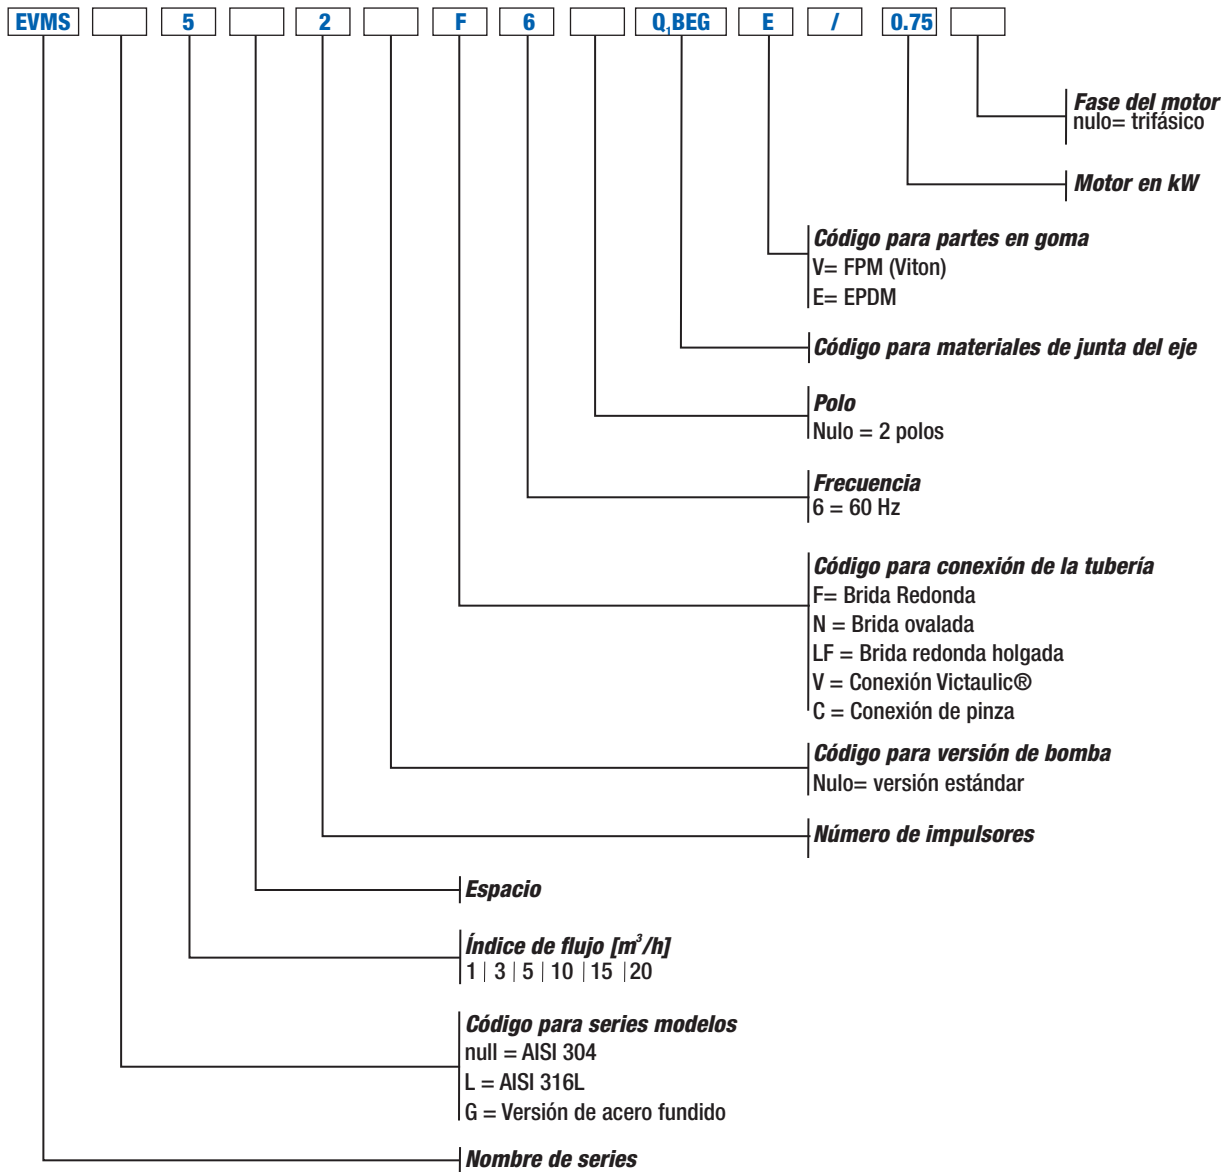 EVMS 5 2 F 6 Q₁BEG E / 0.75
Fase del motor
nulo= trifásico
Motor en kW
Código para partes en goma
V= FPM (Viton)
E= EPDM
Código para materiales de junta del eje
Polo
Nulo = 2 polos
Frecuencia
6 = 60 Hz
Código para conexión de la tubería
F= Brida Redonda
N = Brida ovalada
LF = Brida redonda holgada
V = Conexión Victaulic®
C = Conexión de pinza
Código para versión de bomba
Nulo= versión estándar
Número de impulsores
Espacio
Índice de flujo [m³/h]
1 | 3 | 5 | 10 | 15 | 20
Código para series modelos
null = AISI 304
L = AISI 316L
G = Versión de acero fundido
Nombre de series